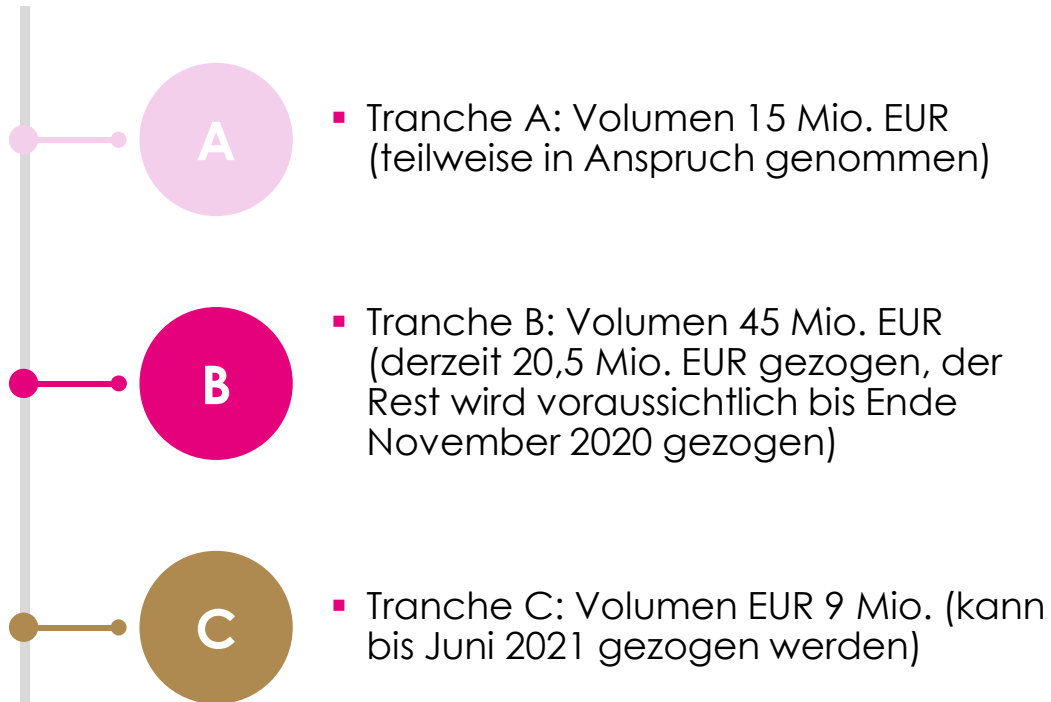 A
▪ Tranche A: Volumen 15 Mio. EUR
(teilweise in Anspruch genommen)
B
▪ Tranche B: Volumen 45 Mio. EUR
(derzeit 20,5 Mio. EUR gezogen, der
Rest wird voraussichtlich bis Ende
November 2020 gezogen)
C
▪ Tranche C: Volumen EUR 9 Mio. (kann
bis Juni 2021 gezogen werden)